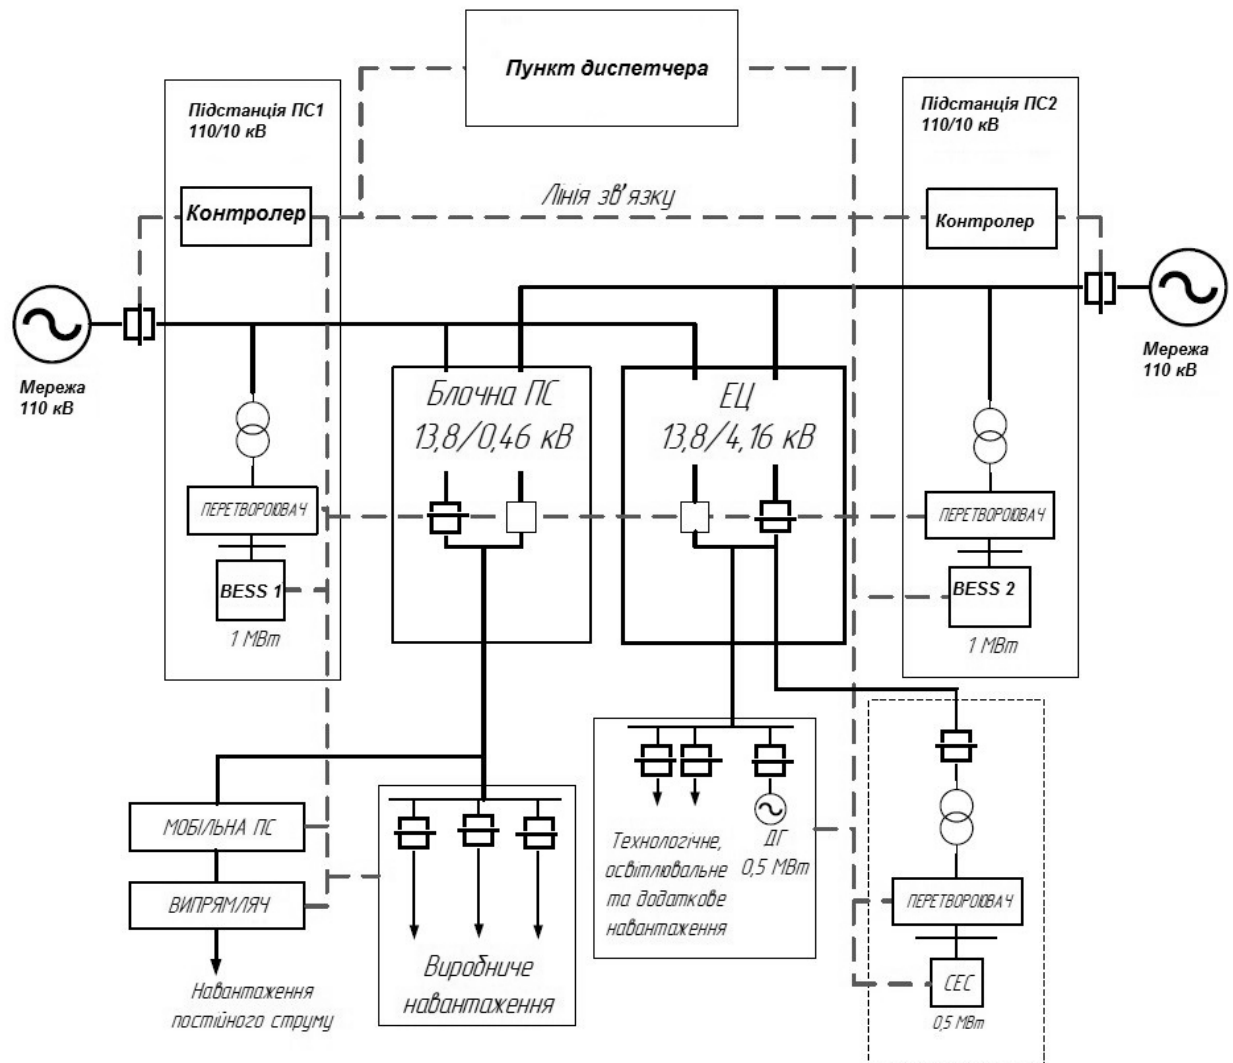 Пункт диспетчера
Підстанція ПС1
110/10 кВ
Підстанція ПС2
110/10 кВ
Лінія зв'язку
Контролер
Контролер
Мережа
110 кВ
Мережа
110 кВ
Блочна ПС
13,8/0,46 кВ
ЕЦ
13,8/4,16 кВ
ПЕРЕТВОРЮЮВАЧ
ПЕРЕТВОРЮЮВАЧ
BESS 1
BESS 2
1 МВт
1 МВт
МОБІЛЬНА ПС
ВИПРЯМЛЯЧ
Навантаження
постійного струму
Виробниче
навантаження
Технологічне,
освітлювальне
та додаткове
навантаження
ДГ
0,5 МВт
ПЕРЕТВОРЮЮВАЧ
СЕС
0,5 МВт